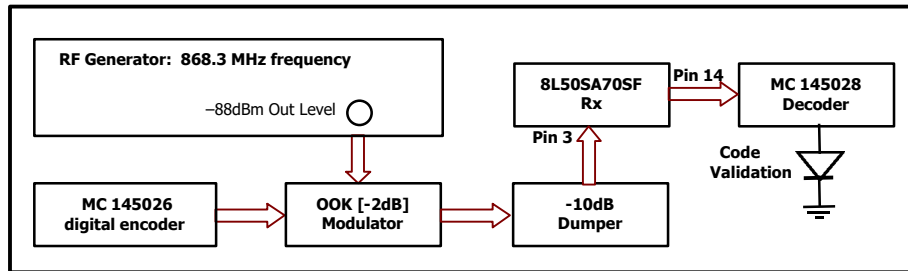 RF Generator:  868.3 MHz frequency
–88dBm Out Level
8L50SA70SF
Rx
Pin 14
MC 145028
Decoder
Pin 3
Code
Validation
MC 145026
digital encoder
OOK [-2dB]
Modulator
-10dB
Dumper